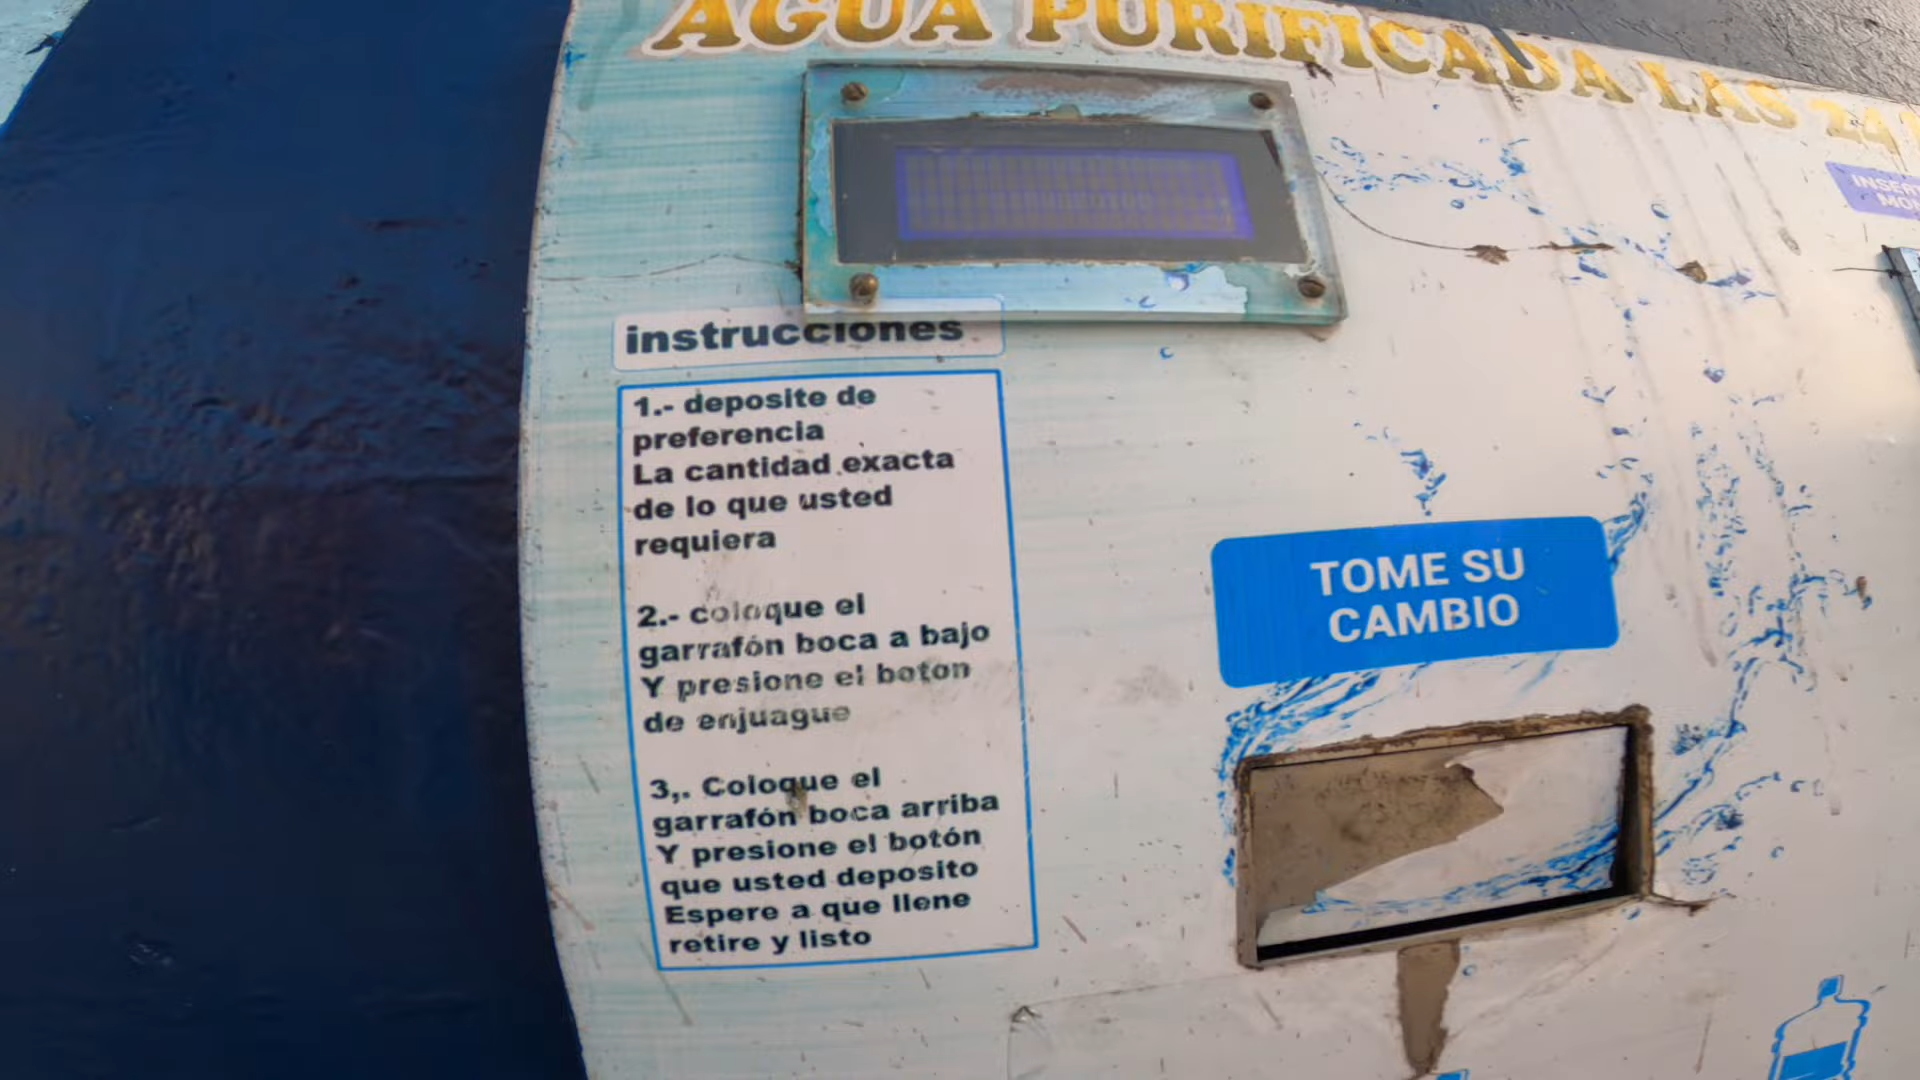 AGUA PURIFICADA LAS 24
instrucciones
1.- deposite de
preferencia
La cantidad exacta
de lo que usted
requiera
2.- coloque el
garrafón boca a bajo
Y presione el boton
de enjuague
3,. Coloque el
garrafón boca arriba
Y presione el botón
que usted deposito
Espere a que llene
retire y listo
TOME SU
CAMBIO